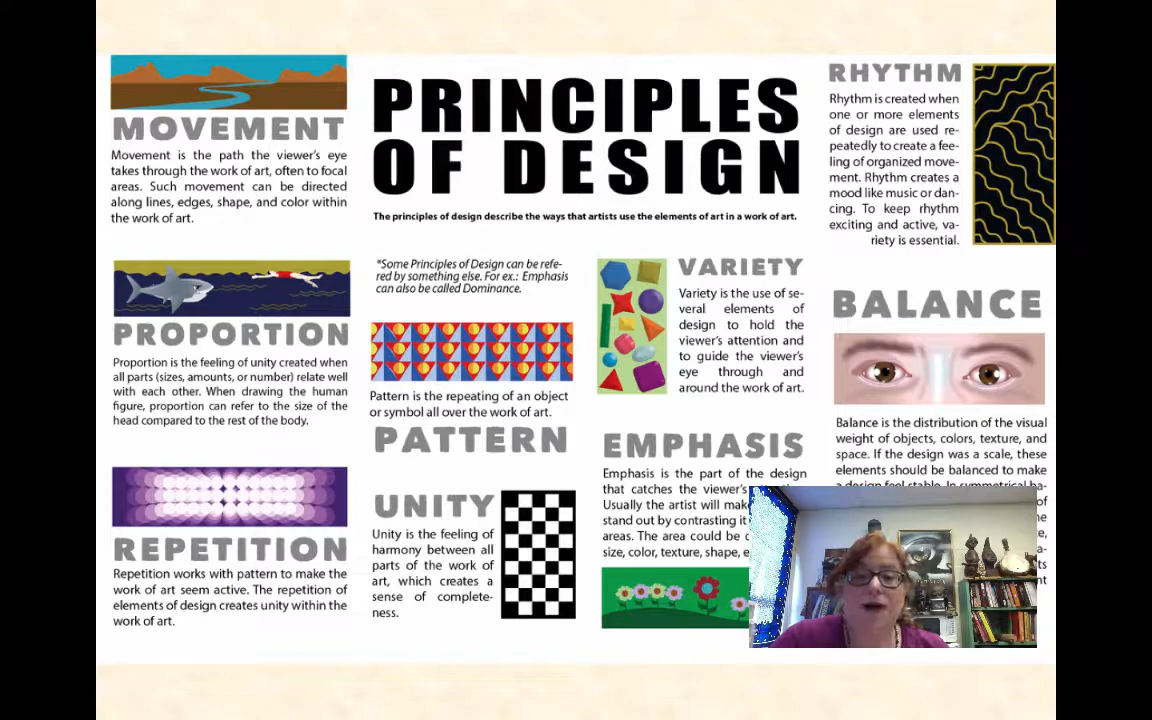 MOVEMENT
Movement is the path the viewer's eye
takes through the work of art, often to focal
areas. Such movement can be directed
along lines, edges, shape, and color within
the work of art.
PROPORTION
Proportion is the feeling of unity created when
all parts (sizes, amounts, or number) relate well
with each other. When drawing the human
figure, proportion can refer to the size of the
head compared to the rest of the body.
REPETITION
Repetition works with pattern to make the
work of art seem active. The repetition of
elements of design creates unity within the
work of art.
PRINCIPLES
OF DESIGN
The principles of design describe the ways that artists use the elements of art in a work of art.
*Some Principles of Design can be refe-
red by something else. For ex.: Emphasis
can also be called Dominance.
Pattern is the repeating of an object
or symbol all over the work of art.
PATTERN
UNITY
Unity is the feeling of
harmony between all
parts of the work of
art, which creates a
sense of complete-
ness.
VARIETY
Variety is the use of se-
veral elements of
design to hold the
viewer's attention and
to guide the viewer's
eye through and
around the work of art.
EMPHASIS
Emphasis is the part of the design
that catches the viewer's
Usually the artist will mak
stand out by contrasting it
areas. The area could be
size, color, texture, shape, e
RHYTHM
Rhythm is created when
one or more elements
of design are used re-
peatedly to create a fee-
ling of organized move-
ment. Rhythm creates a
mood like music or dan-
cing. To keep rhythm
exciting and active, va-
riety is essential.
BALANCE
Balance is the distribution of the visual
weight of objects, colors, texture, and
space. If the design was a scale, these
elements should be balanced to make
a design feel stable. In symmetrical ba-
of